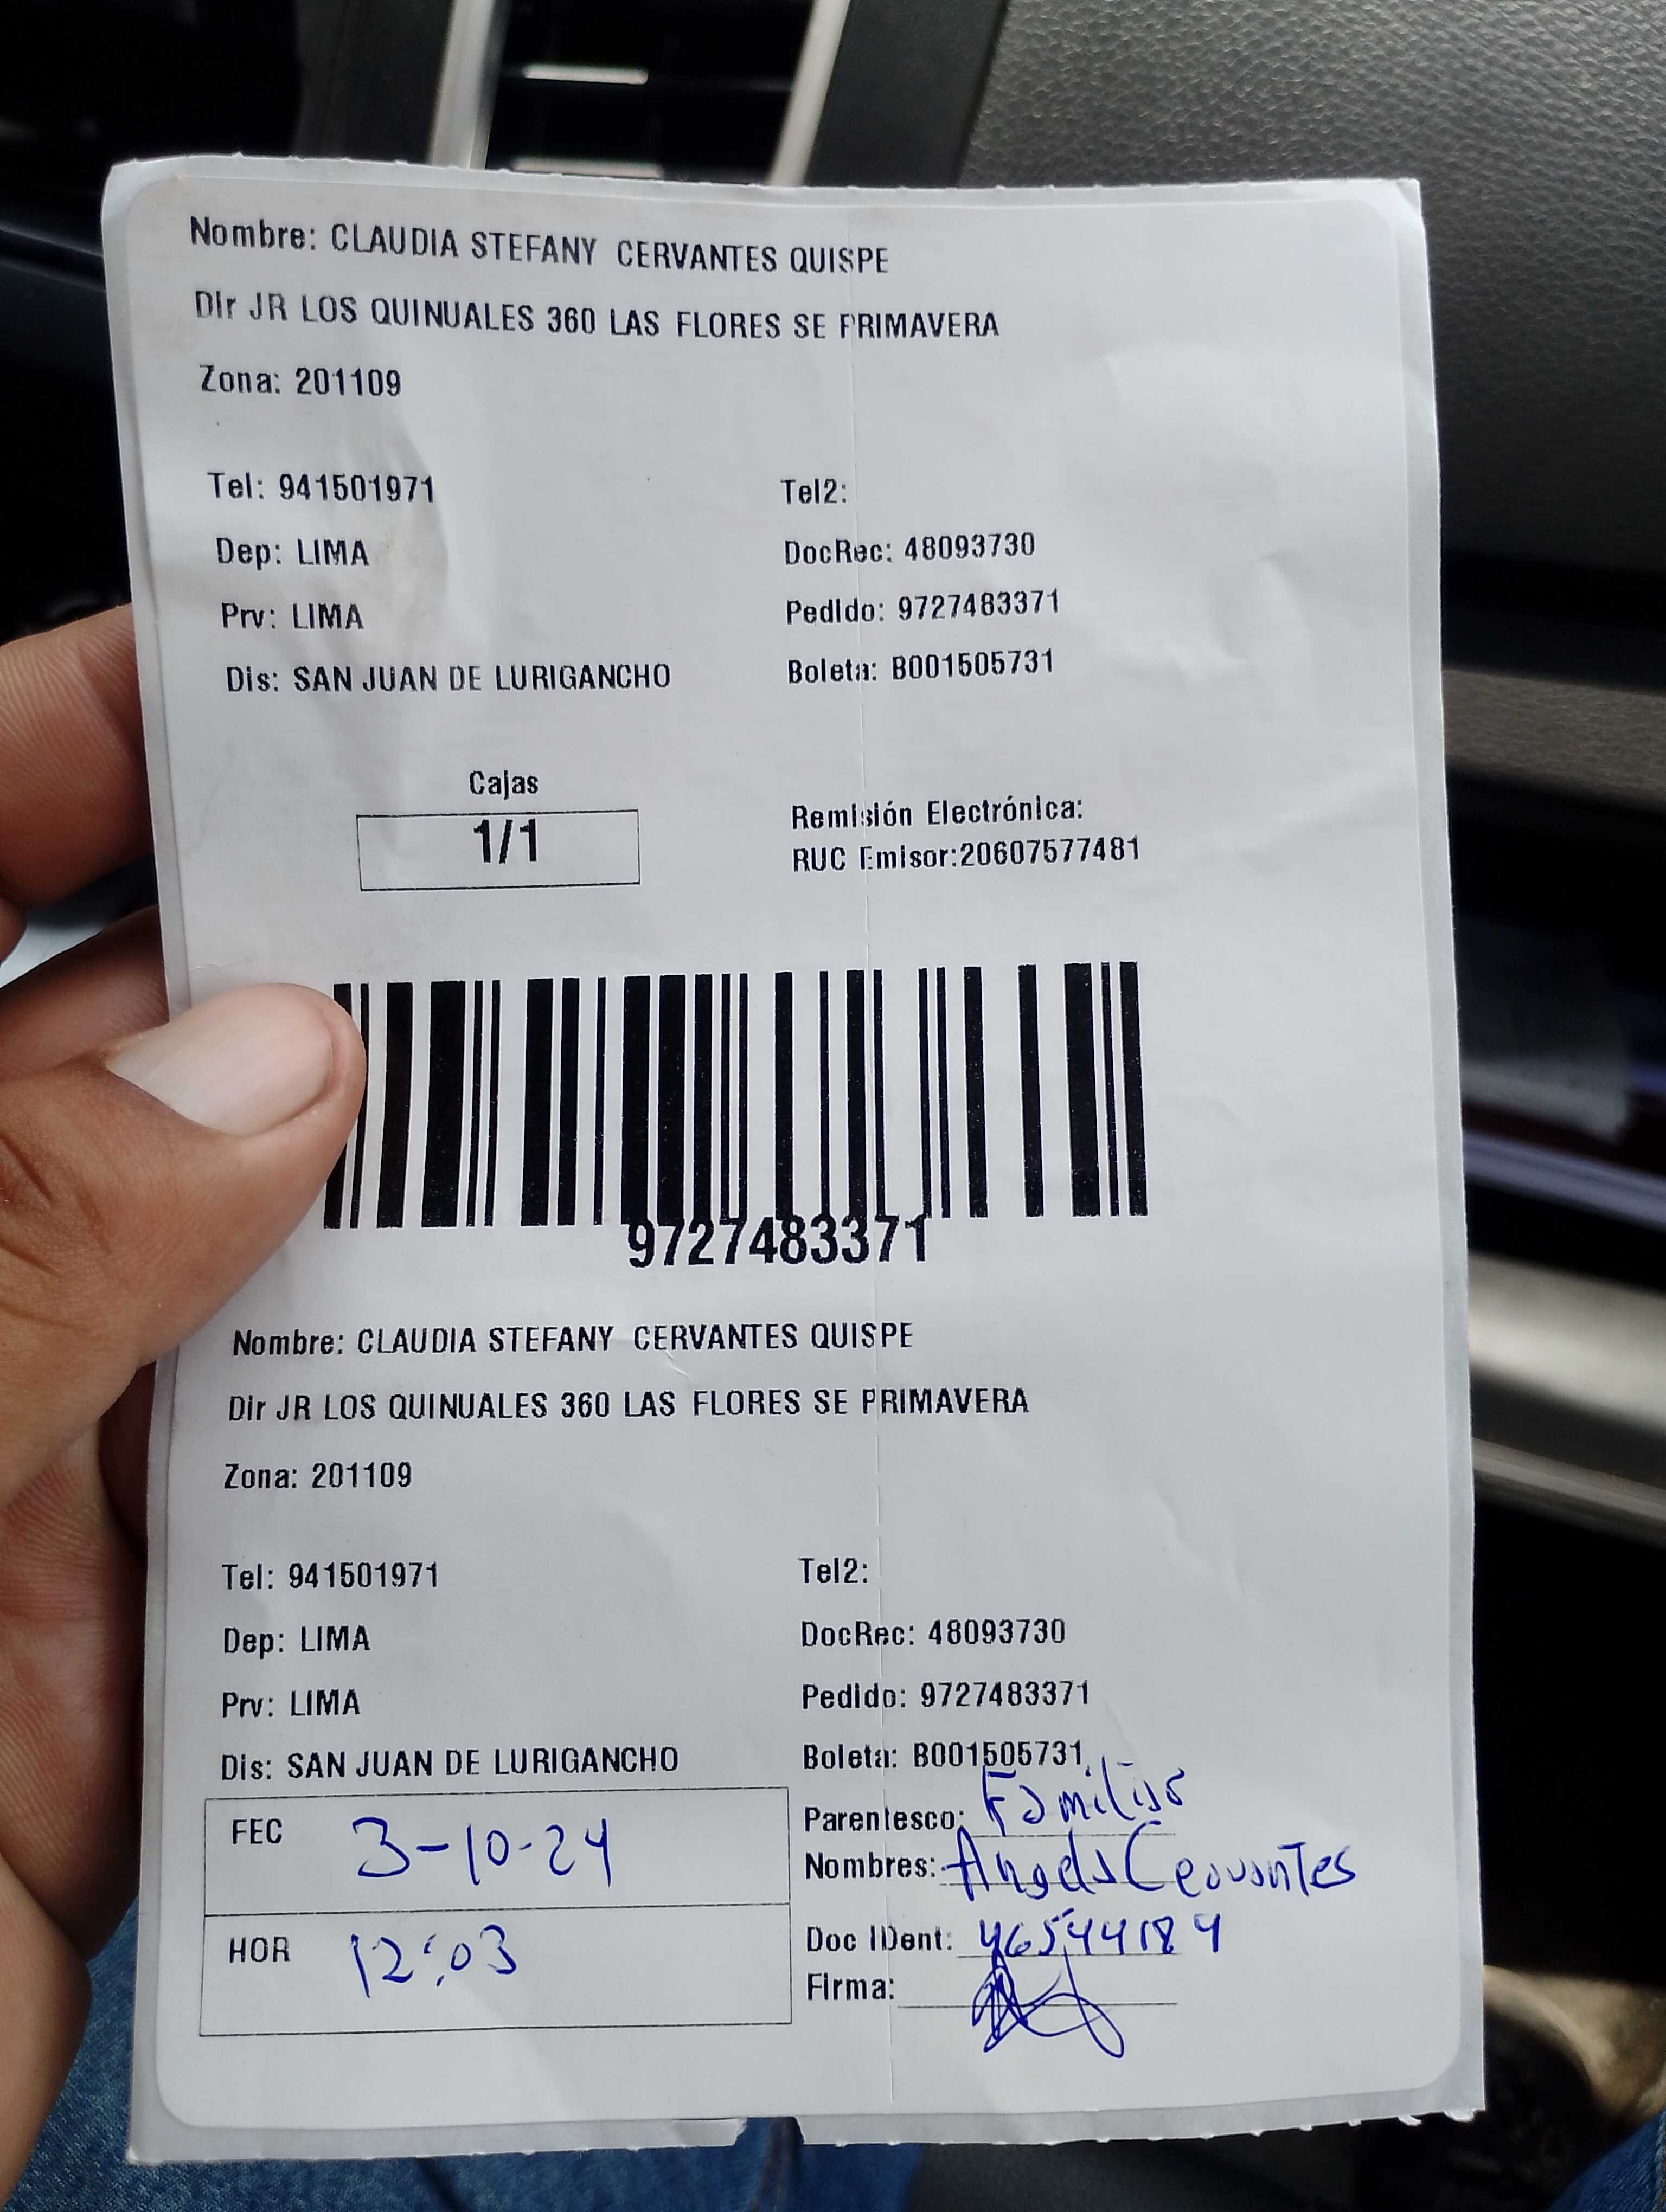 Nombre: CLAUDIA STEFANY CERVANTES QUISPE
Dir JR LOS QUINUALES 360 LAS FLORES SE PRIMAVERA
Zona: 201109
Tel: 941501971 Tel2:
Dep: LIMA DocRec: 48093730
Prv: LIMA Pedido: 9727483371
Dis: SAN JUAN DE LURIGANCHO Boleta: B001505731
Cajas
1/1
Remisión Electrónica:
RUC Emisor:20607577481
9727483371
Nombre: CLAUDIA STEFANY CERVANTES QUISPE
Dir JR LOS QUINUALES 360 LAS FLORES SE PRIMAVERA
Zona: 201109
Tel: 941501971 Tel2:
Dep: LIMA DocRec: 48093730
Prv: LIMA Pedido: 9727483371
Dis: SAN JUAN DE LURIGANCHO Boleta: B001505731
FEC 3-10-24
HOR 12:03
Parentesco: Familiar
Nombres: Angela Cervantes
Doc IDent: 46544184
Firma: